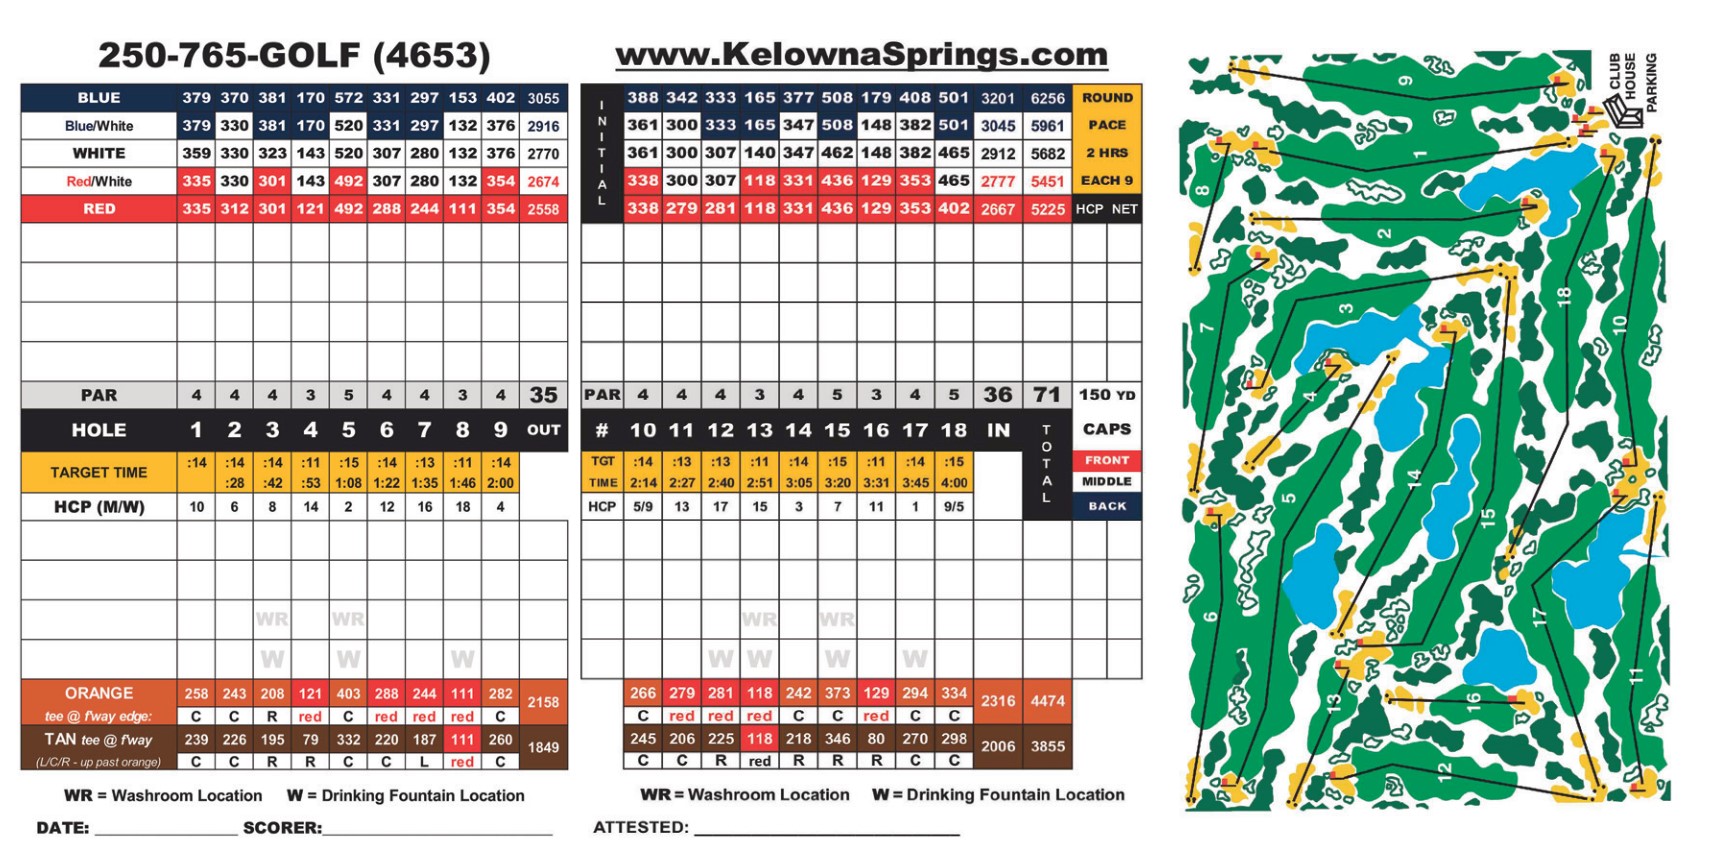 250-765-GOLF (4653)
BLUE 379 370 381 170 572 331 297 153 402 3055
Blue/White 379 330 381 170 520 331 297 132 376 2916
WHITE 359 330 323 143 520 307 280 132 376 2770
Red/White 335 330 301 143 492 307 280 132 354 2674
RED 335 312 301 121 492 288 244 111 354 2558
PAR 4 4 4 3 5 4 4 3 4 35
HOLE 1 2 3 4 5 6 7 8 9 OUT
TARGET TIME :14 :14 :14 :11 :15 :14 :13 :11 :14
:28 :42 :53 1:08 1:22 1:35 1:46 2:00
HCP (M/W) 10 6 8 14 2 12 16 18 4
WR WR
W W W
ORANGE 258 243 208 121 403 288 244 111 282 2158
tee @ f'way edge: C C R red C red red red C
TAN tee @ f'way 239 226 195 79 332 220 187 111 260 1849
(L/C/R - up past orange) C C R R C C L red C
WR = Washroom Location W = Drinking Fountain Location
DATE: SCORER:
www.KelownaSprings.com
INITIAL
388 342 333 165 377 508 179 408 501 3201 6256 ROUND
361 300 333 165 347 508 148 382 501 3045 5961 PACE
361 300 307 140 347 462 148 382 465 2912 5682 2 HRS
338 300 307 118 331 436 129 353 465 2777 5451 EACH 9
338 279 281 118 331 436 129 353 402 2667 5225 HCP NET
PAR 4 4 4 3 4 5 3 4 5 36 71 150 YD
# 10 11 12 13 14 15 16 17 18 IN TOTAL CAPS
TGT :14 :13 :13 :11 :14 :15 :11 :14 :15 FRONT
TIME 2:14 2:27 2:40 2:51 3:05 3:20 3:31 3:45 4:00 MIDDLE
HCP 5/9 13 17 15 3 7 11 1 9/5 BACK
WR WR
W W W W
266 279 281 118 242 373 129 294 334 2316 4474
C red red red C C red C C
245 206 225 118 218 346 80 270 298 2006 3855
C C R red R R R C C
WR = Washroom Location W = Drinking Fountain Location
ATTESTED:
CLUB
HOUSE
PARKING
9
1
8
2
3
18
7
10
4
14
5
15
6
17
11
13
16
12